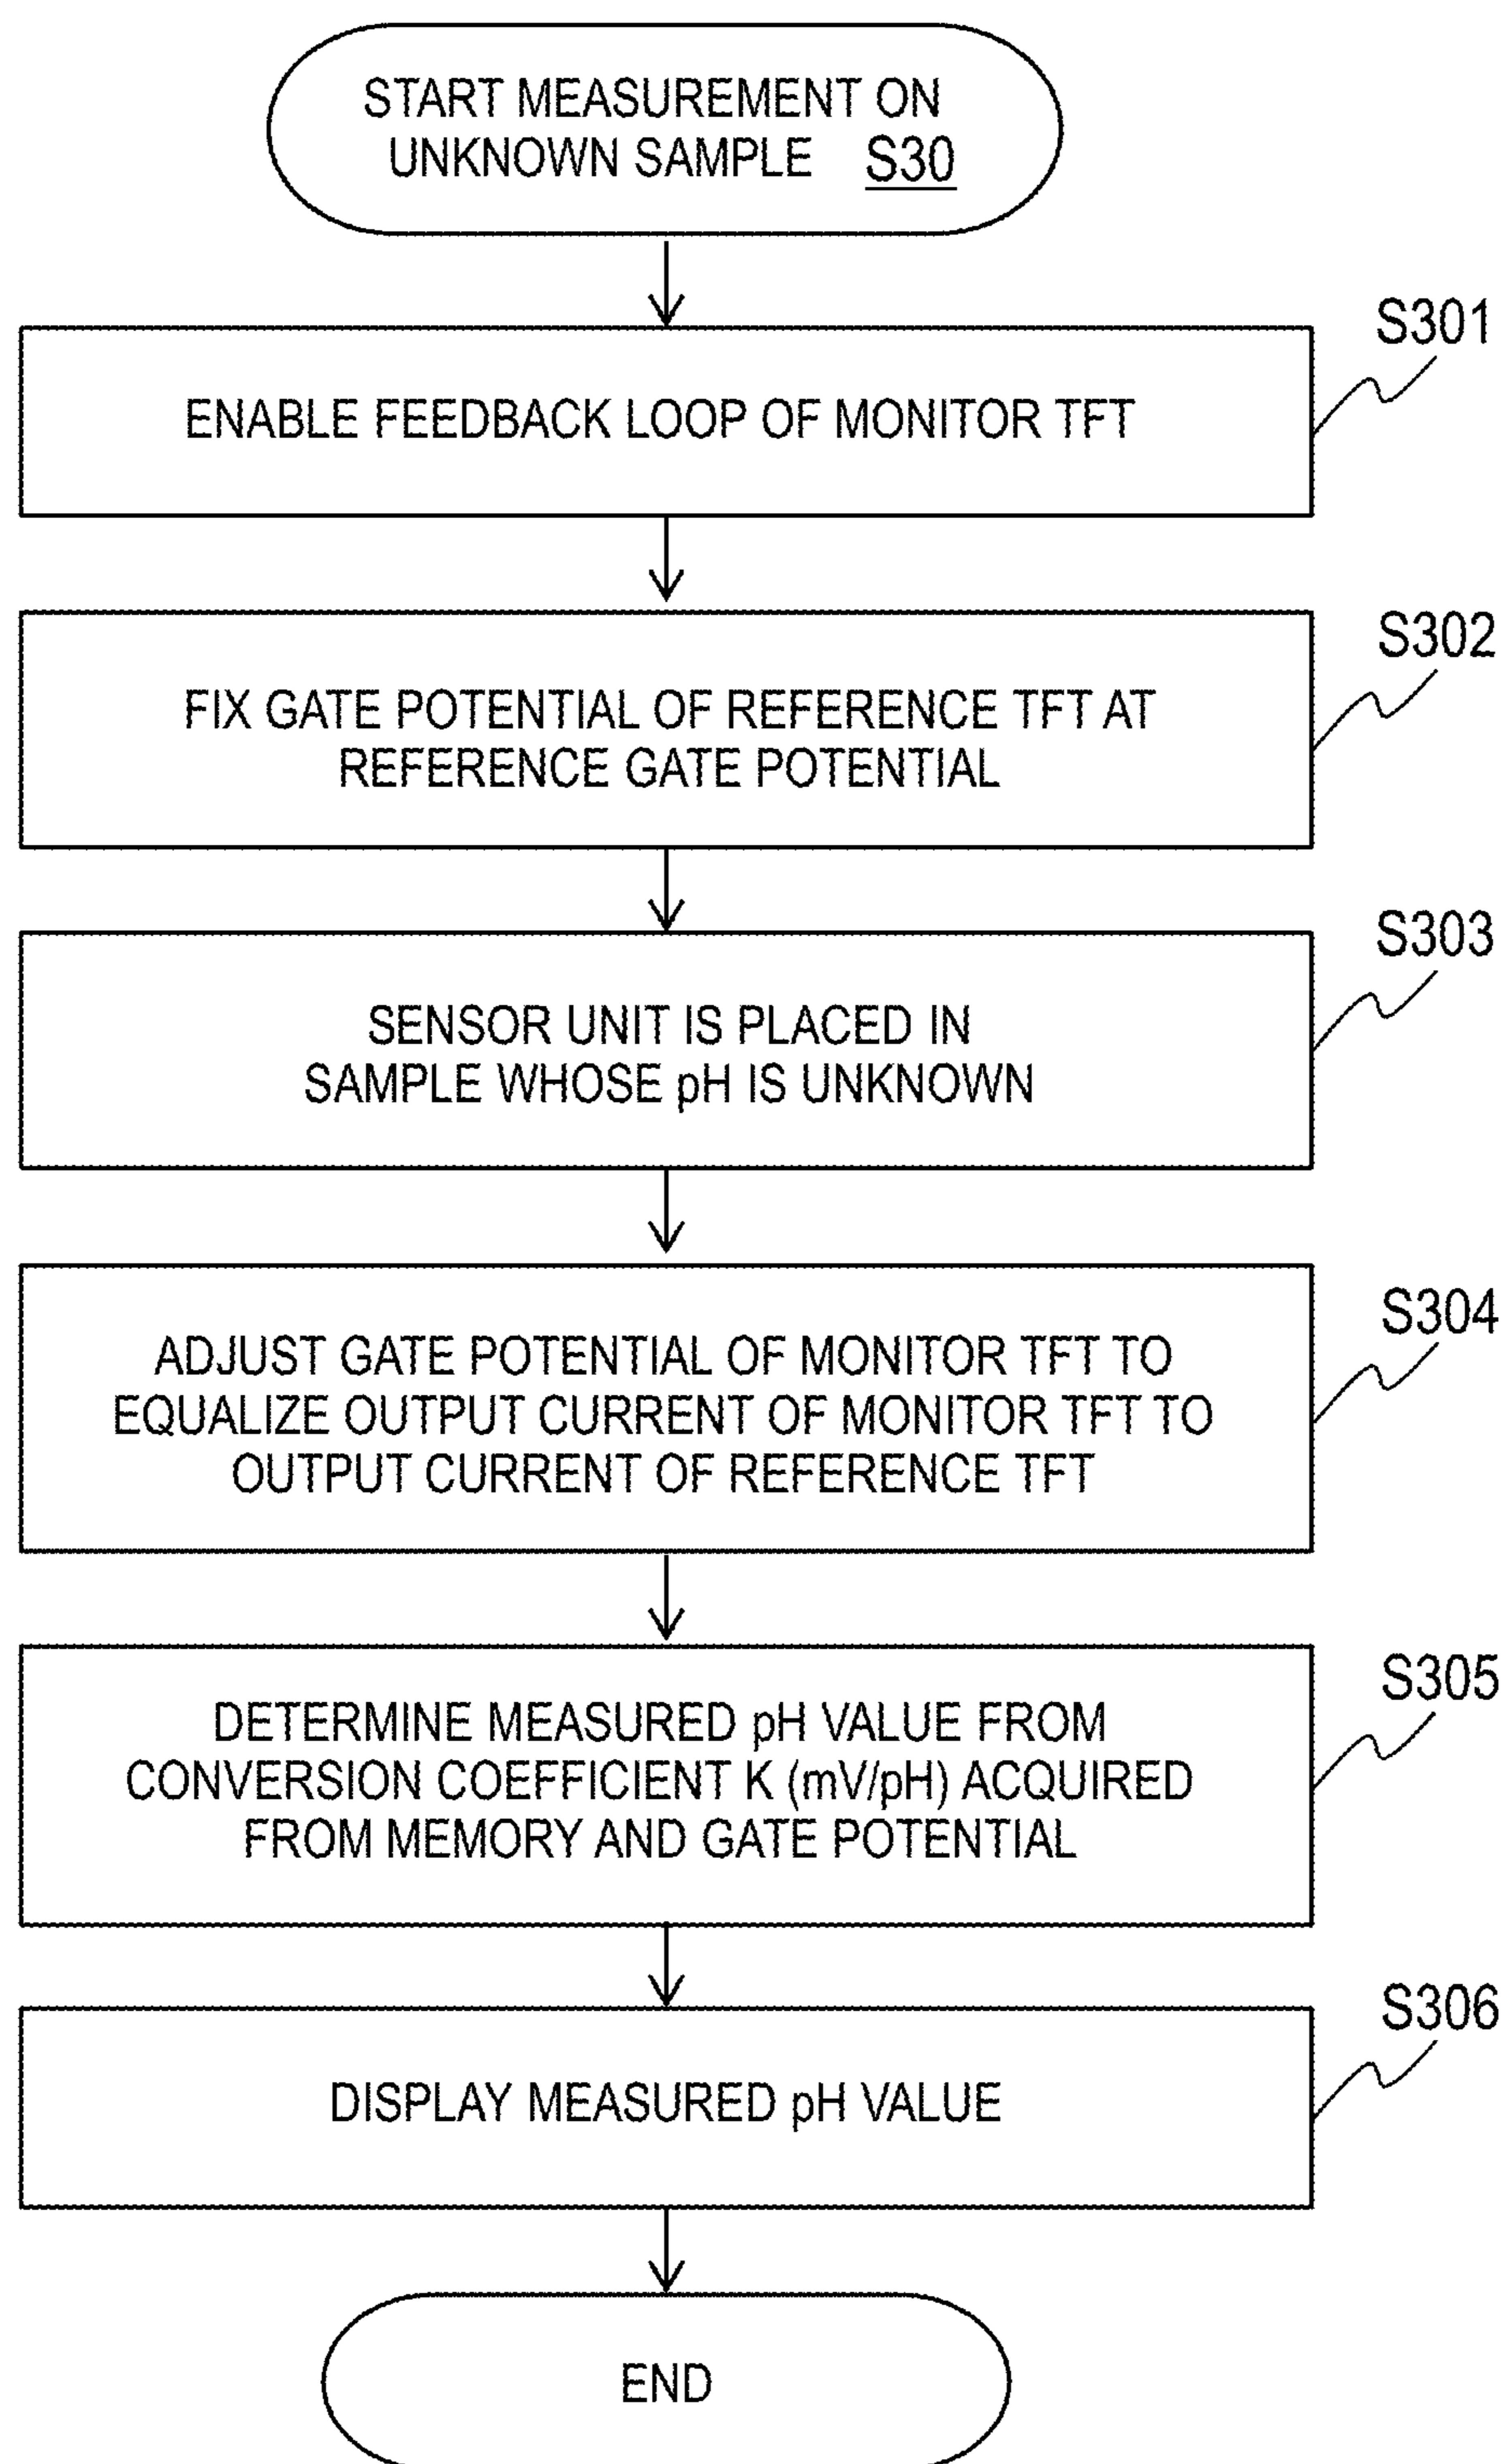 START MEASUREMENT ON
UNKNOWN SAMPLE S30
S301
ENABLE FEEDBACK LOOP OF MONITOR TFT
S302
FIX GATE POTENTIAL OF REFERENCE TFT AT
REFERENCE GATE POTENTIAL
S303
SENSOR UNIT IS PLACED IN
SAMPLE WHOSE pH IS UNKNOWN
S304
ADJUST GATE POTENTIAL OF MONITOR TFT TO
EQUALIZE OUTPUT CURRENT OF MONITOR TFT TO
OUTPUT CURRENT OF REFERENCE TFT
S305
DETERMINE MEASURED pH VALUE FROM
CONVERSION COEFFICIENT K (mV/pH) ACQUIRED
FROM MEMORY AND GATE POTENTIAL
S306
DISPLAY MEASURED pH VALUE
END